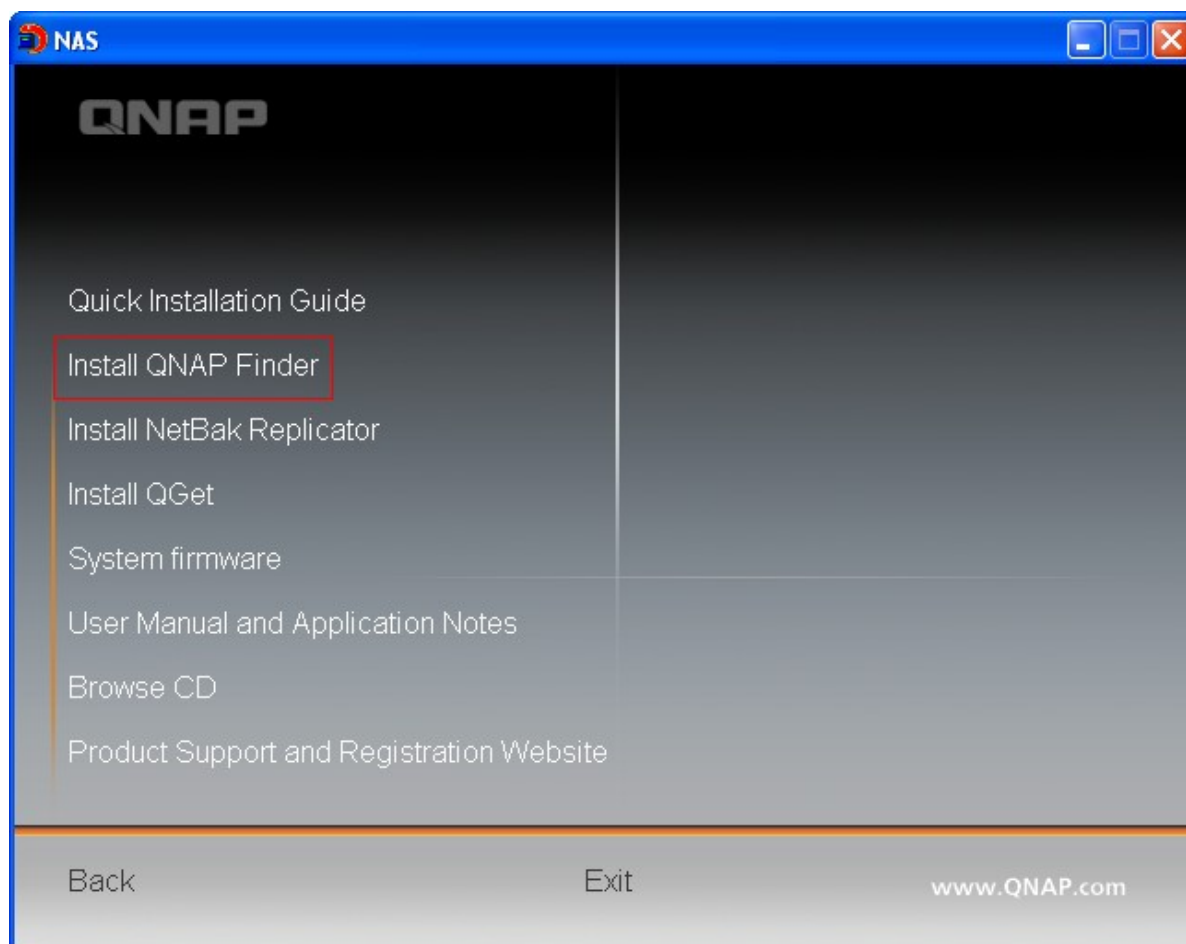 NAS
QNAP
Quick Installation Guide
Install QNAP Finder
Install NetBak Replicator
Install QGet
System firmware
User Manual and Application Notes
Browse CD
Product Support and Registration Website
Back Exit www.QNAP.com